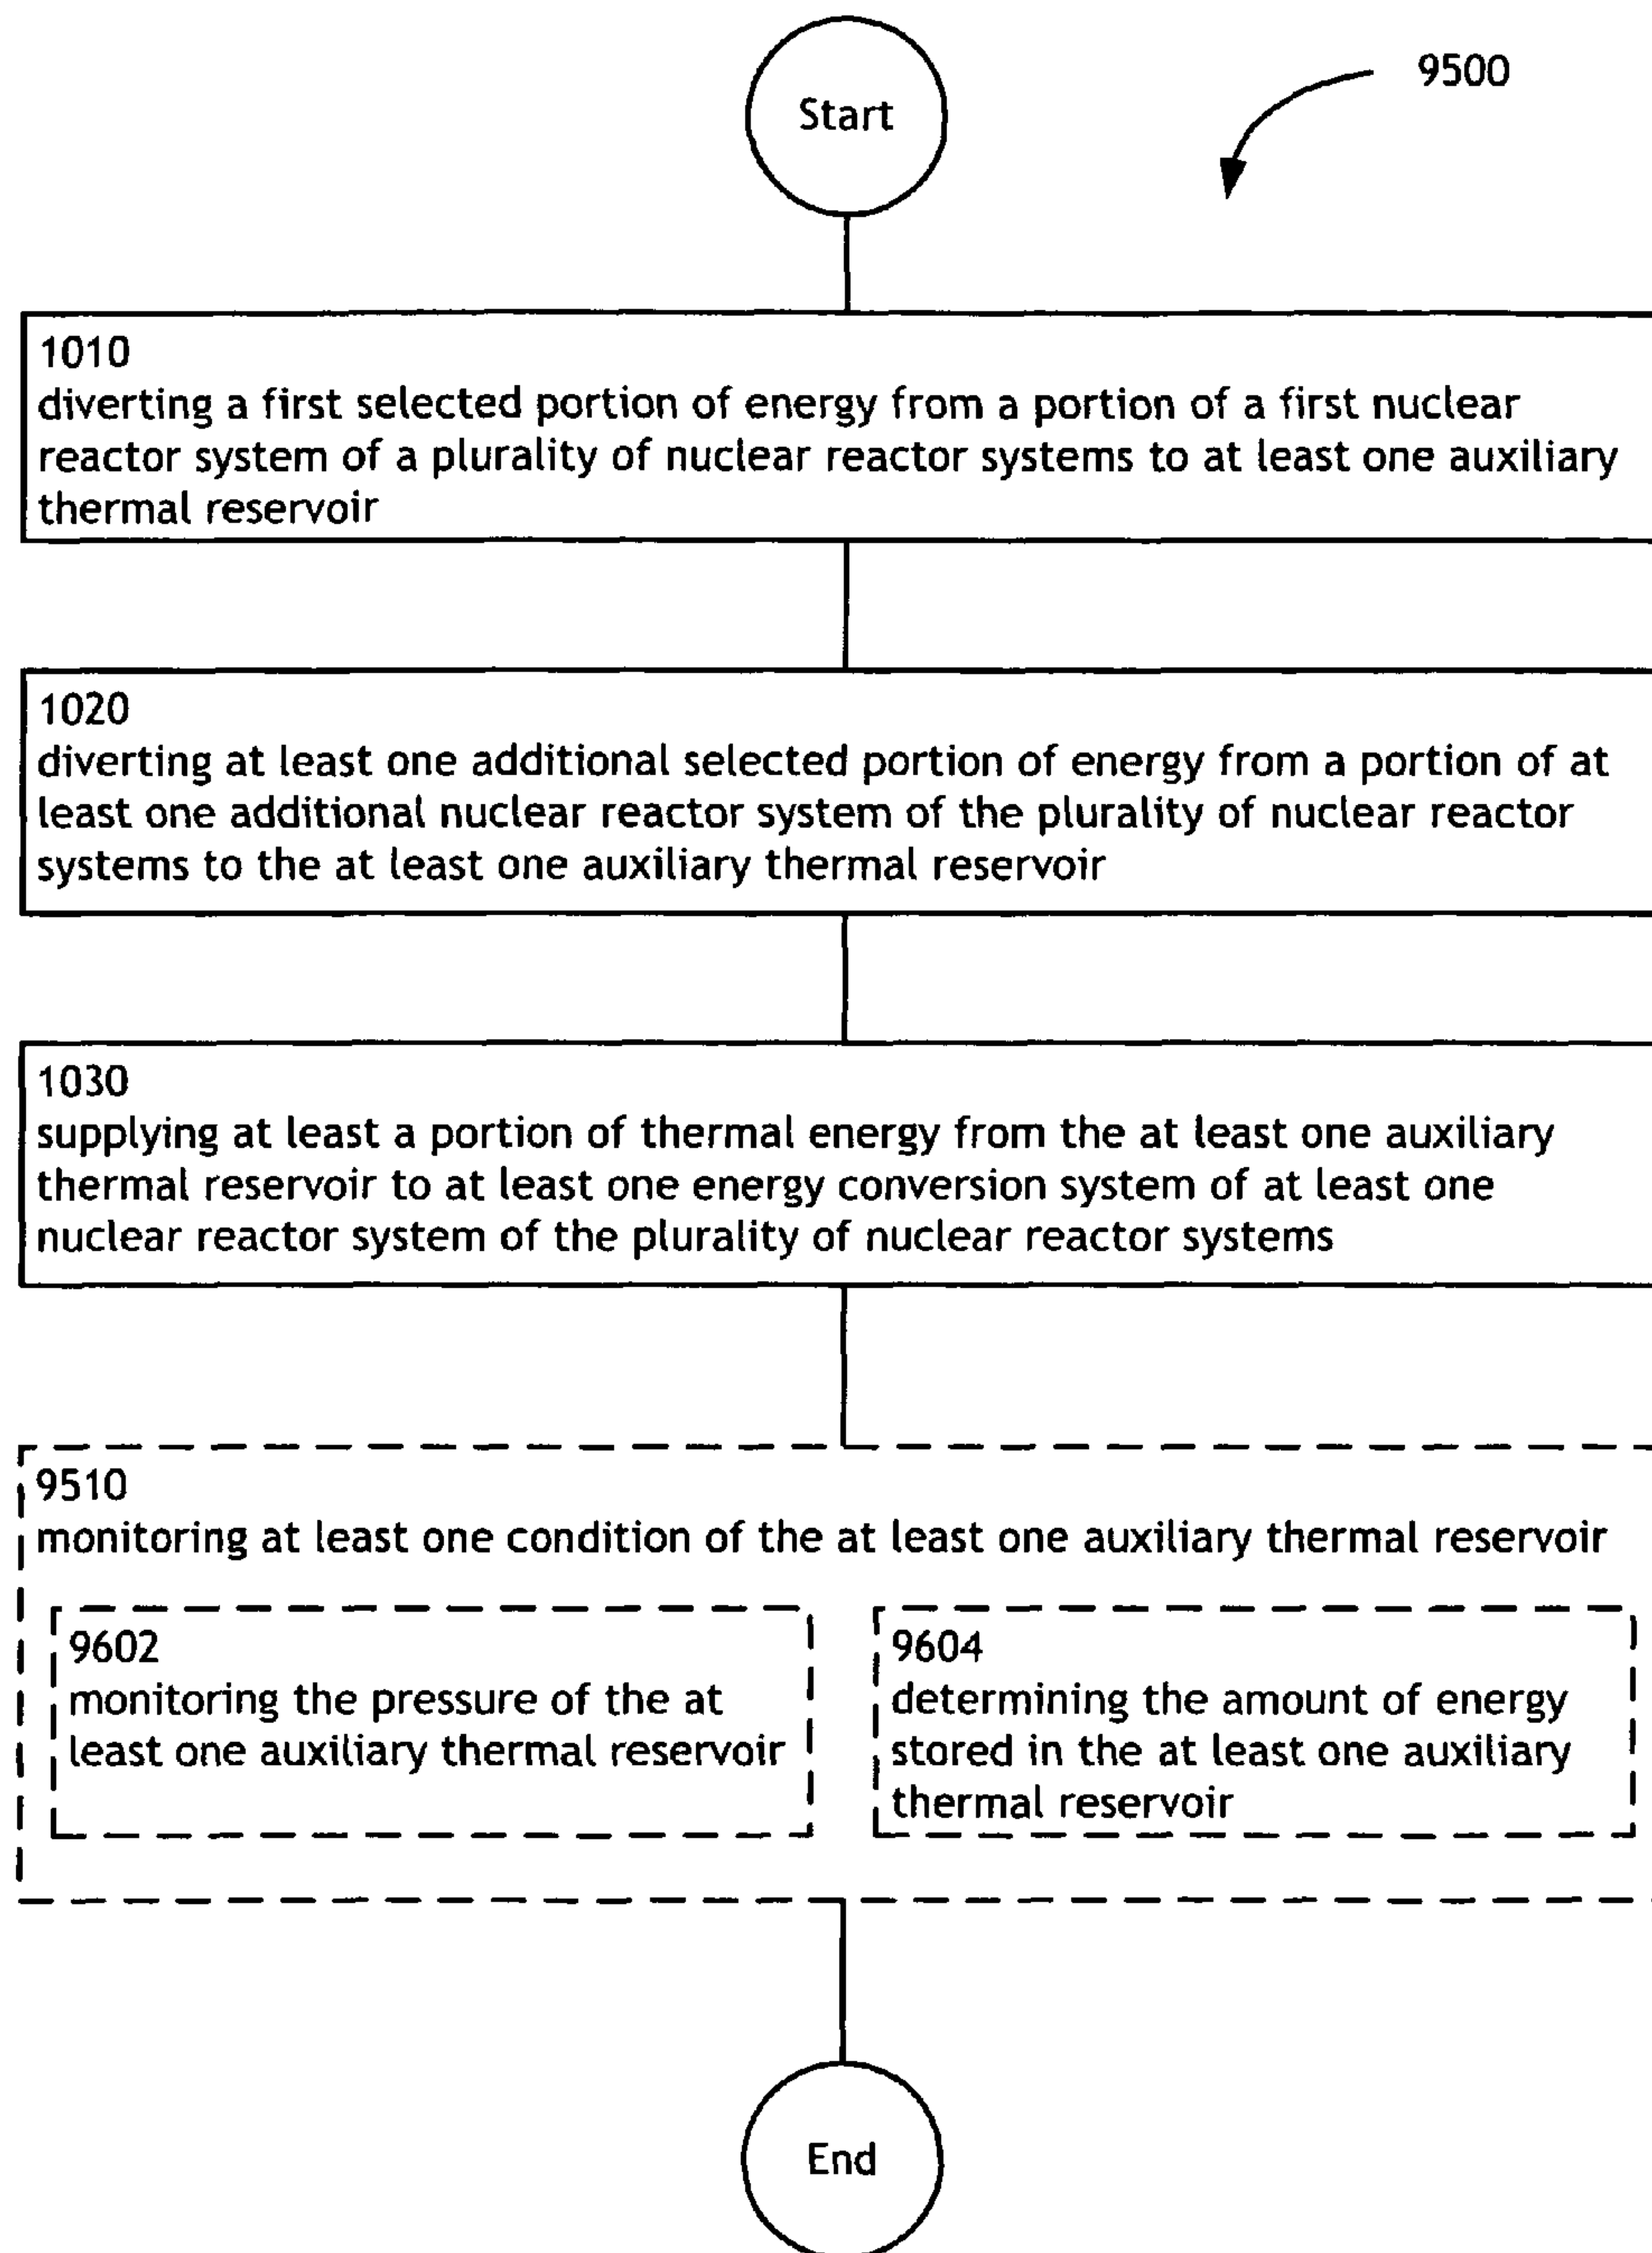 Start
9500
1010
diverting a first selected portion of energy from a portion of a first nuclear
reactor system of a plurality of nuclear reactor systems to at least one auxiliary
thermal reservoir
1020
diverting at least one additional selected portion of energy from a portion of at
least one additional nuclear reactor system of the plurality of nuclear reactor
systems to the at least one auxiliary thermal reservoir
1030
supplying at least a portion of thermal energy from the at least one auxiliary
thermal reservoir to at least one energy conversion system of at least one
nuclear reactor system of the plurality of nuclear reactor systems
9510
monitoring at least one condition of the at least one auxiliary thermal reservoir
9602
monitoring the pressure of the at
least one auxiliary thermal reservoir
9604
determining the amount of energy
stored in the at least one auxiliary
thermal reservoir
End